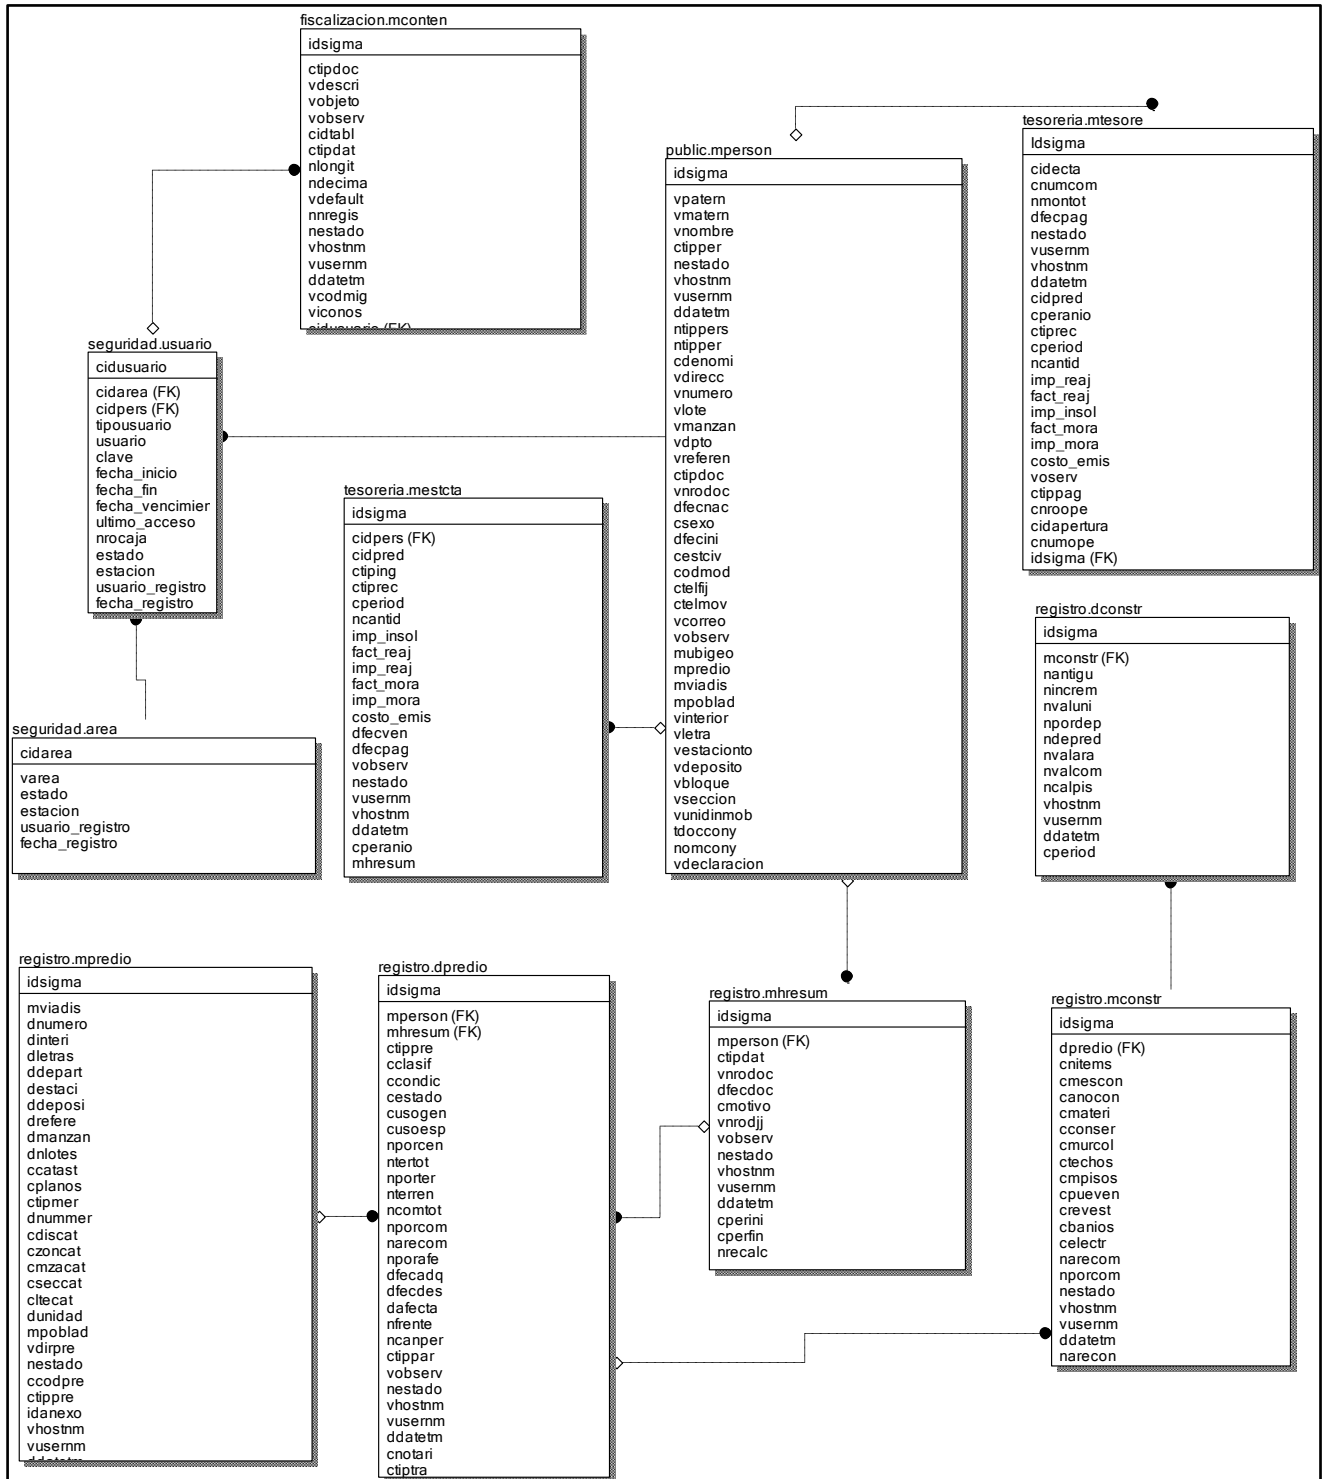 fiscalizacion.mconten
idsigma
ctipdoc
vdescri
vobjeto
vobserv
cidtabl
ctipdat
nlongit
ndecima
vdefault
nnregis
nestado
vhostnm
vusernm
ddatetm
vcodmig
viconos
cidusuario (FK)
seguridad.usuario
cidusuario
cidarea (FK)
cidpers (FK)
tipousuario
usuario
clave
fecha_inicio
fecha_fin
fecha_vencimier
ultimo_acceso
nrocaja
estado
estacion
usuario_registro
fecha_registro
seguridad.area
cidarea
varea
estado
estacion
usuario_registro
fecha_registro
tesoreria.mestcta
idsigma
cidpers (FK)
cidpred
ctiping
ctiprec
cperiod
ncantid
imp_insol
fact_reaj
imp_reaj
fact_mora
imp_mora
costo_emis
dfecven
dfecpag
vobserv
nestado
vusernm
vhostnm
ddatetm
cperanio
mhresum
public.mperson
idsigma
vpatern
vmatern
vnombre
ctipper
nestado
vhostnm
vusernm
ddatetm
ntippers
ntipper
cdenomi
vdirecc
vnumero
vlote
vmanzan
vdpto
vreferen
ctipdoc
vnrodoc
dfecnac
csexo
dfecini
cestciv
codmod
ctelfij
ctelmov
vcorreo
vobserv
mubigeo
mpredio
mviadis
mpoblad
vinterior
vletra
vestacionto
vdeposito
vbloque
vseccion
vunidinmob
tdoccony
nomcony
vdeclaracion
tesoreria.mtesore
Idsigma
cidecta
cnumcom
nmontot
dfecpag
nestado
vusernm
vhostnm
ddatetm
cidpred
cperanio
ctiprec
cperiod
ncantid
imp_reaj
fact_reaj
imp_insol
fact_mora
imp_mora
costo_emis
voserv
ctippag
cnroope
cidapertura
cnumope
idsigma (FK)
registro.dconstr
idsigma
mconstr (FK)
nantigu
nincrem
nvaluni
npordep
ndepred
nvalara
nvalcom
ncalpis
vhostnm
vusernm
ddatetm
cperiod
registro.mpredio
idsigma
mviadis
dnumero
dinteri
dletras
ddepart
destaci
ddeposi
drefere
dmanzan
dnlotes
ccatast
cplanos
ctipmer
dnummer
cdiscat
czoncat
cmzacat
cseccat
cltecat
dunidad
mpoblad
vdirpre
nestado
ccodpre
ctippre
idanexo
vhostnm
vusernm
ddatetm
registro.dpredio
idsigma
mperson (FK)
mhresum (FK)
ctippre
cclasif
ccondic
cestado
cusogen
cusoesp
nporcen
ntertot
nporter
nterren
ncomtot
nporcom
narecom
nporafe
dfecadq
dfecdes
dafecta
nfrente
ncanper
ctippar
vobserv
nestado
vhostnm
vusernm
ddatetm
cnotari
ctiptra
registro.mhresum
idsigma
mperson (FK)
ctipdat
vnrodoc
dfecdoc
cmotivo
vnrodjj
vobserv
nestado
vhostnm
vusernm
ddatetm
cperini
cperfin
nrecalc
registro.mconstr
idsigma
dpredio (FK)
cnitems
cmescon
canocon
cmateri
cconser
cmurcol
ctechos
cmpisos
cpueven
crevest
cbanios
celectr
narecom
nporcom
nestado
vhostnm
vusernm
ddatetm
narecon